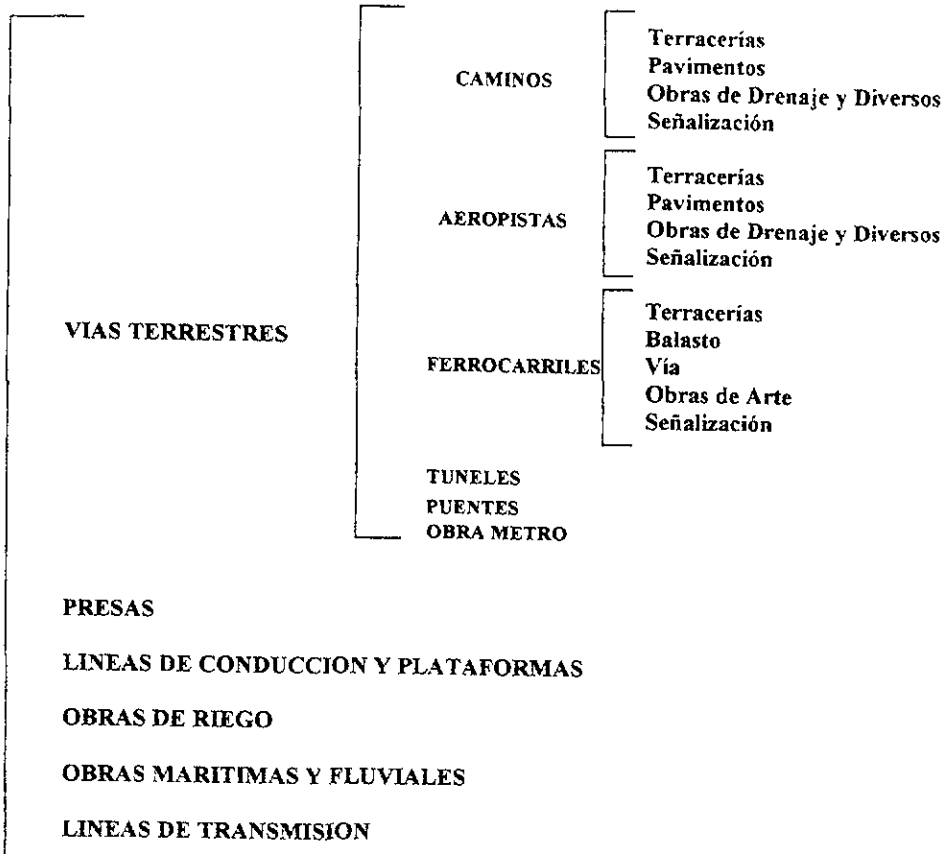 VIAS TERRESTRES
CAMINOS
Terracerías
Pavimentos
Obras de Drenaje y Diversos
Señalización
AEROPISTAS
Terracerías
Pavimentos
Obras de Drenaje y Diversos
Señalización
FERROCARRILES
Terracerías
Balasto
Vía
Obras de Arte
Señalización
TUNELES
PUENTES
OBRA METRO
PRESAS
LINEAS DE CONDUCCION Y PLATAFORMAS
OBRAS DE RIEGO
OBRAS MARITIMAS Y FLUVIALES
LINEAS DE TRANSMISION